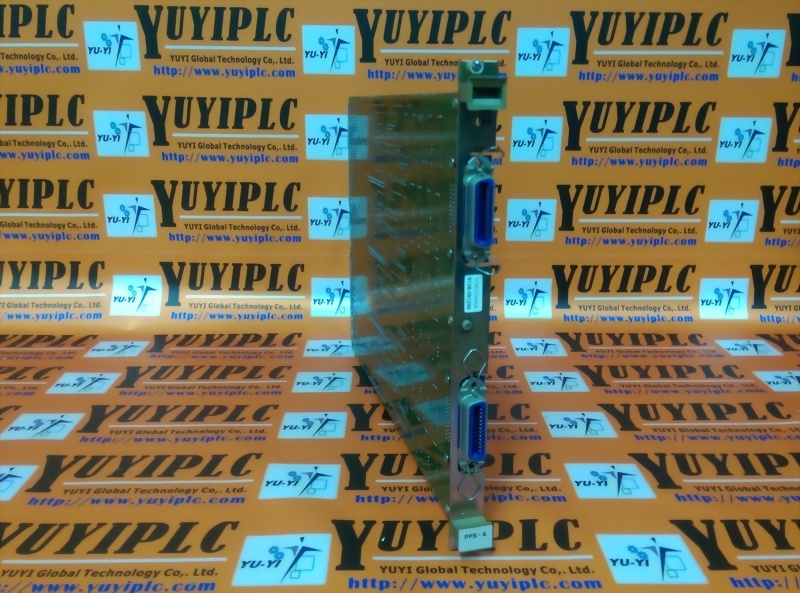 YUYIPLC
YUYI Global Technology Co,. Ltd.
http://www.yuyiplc.com
YU-YI
PPS-A